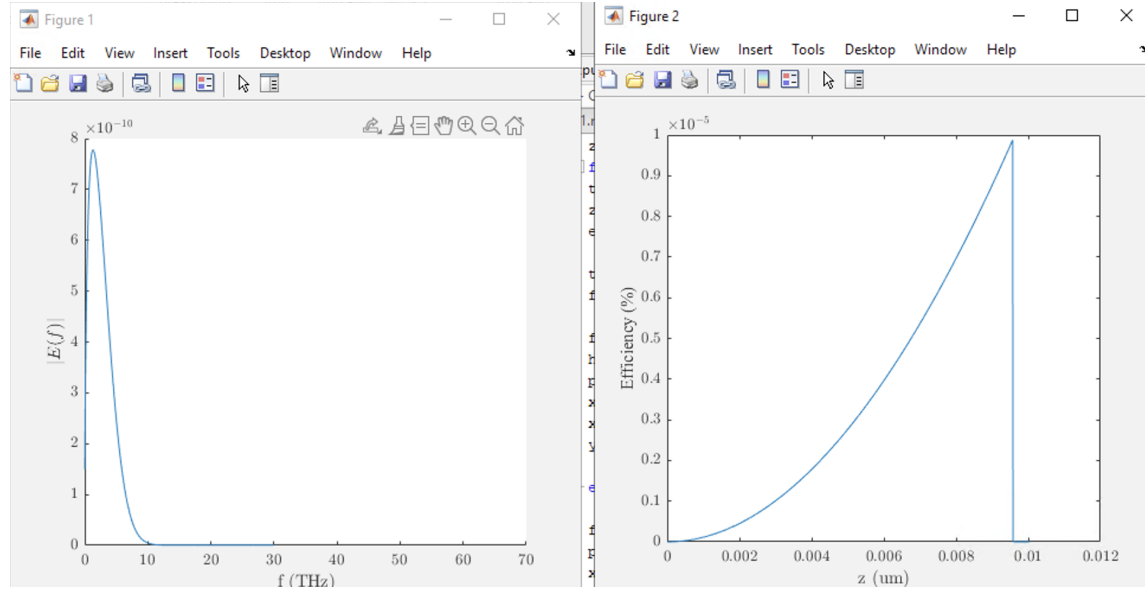 Figure 1
File Edit View Insert Tools Desktop Window Help
×10⁻¹⁰
8
7
6
5
4
3
2
1
0
|E(f)|
0 10 20 30 40 50 60 70
f (THz)
Figure 2
File Edit View Insert Tools Desktop Window Help
×10⁻⁵
1
0.9
0.8
0.7
0.6
0.5
0.4
0.3
0.2
0.1
0
Efficiency (%)
0 0.002 0.004 0.006 0.008 0.01 0.012
z (um)